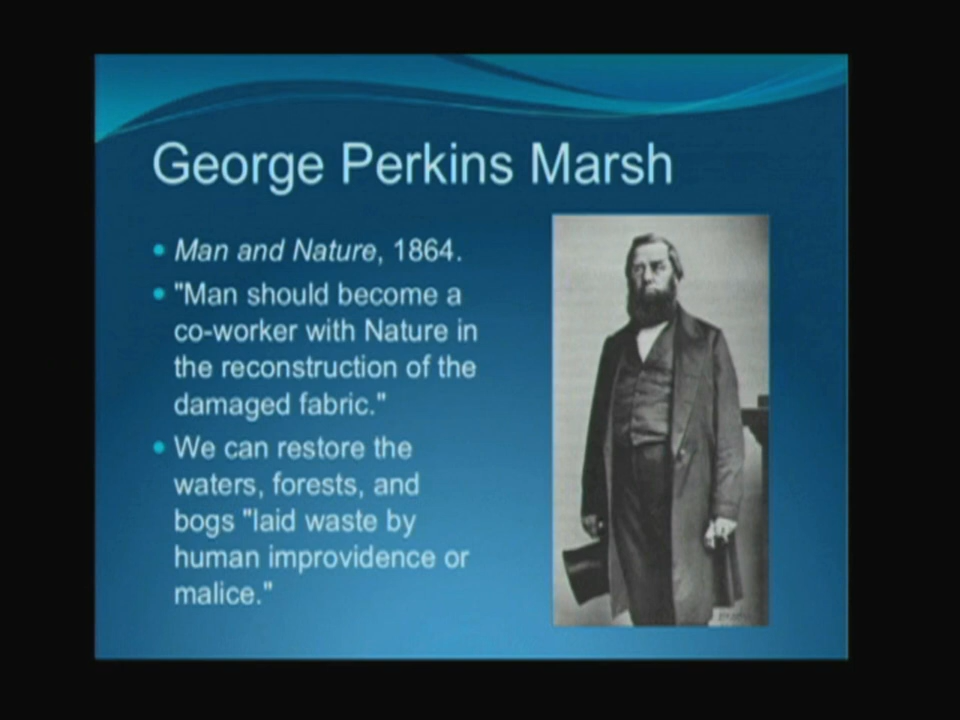 George Perkins Marsh
Man and Nature, 1864.
"Man should become a
co-worker with Nature in
the reconstruction of the
damaged fabric."
We can restore the
waters, forests, and
bogs "laid waste by
human improvidence or
malice."